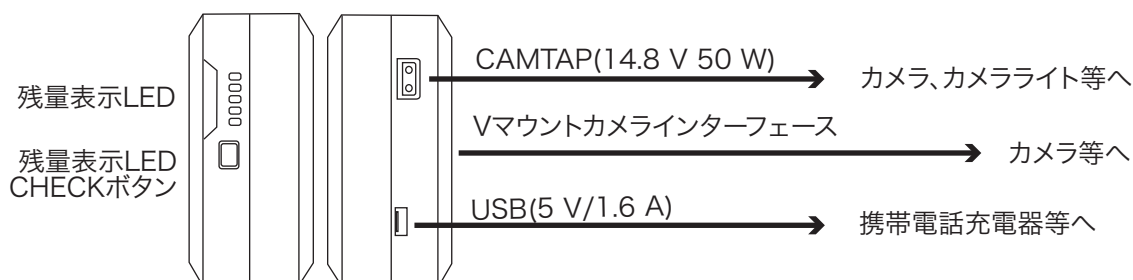 残量表示LED
残量表示LED
CHECKボタン
CAMTAP(14.8 V 50 W)
カメラ、カメラライト等へ
Vマウントカメラインターフェース
カメラ等へ
USB(5 V/1.6 A)
携帯電話充電器等へ